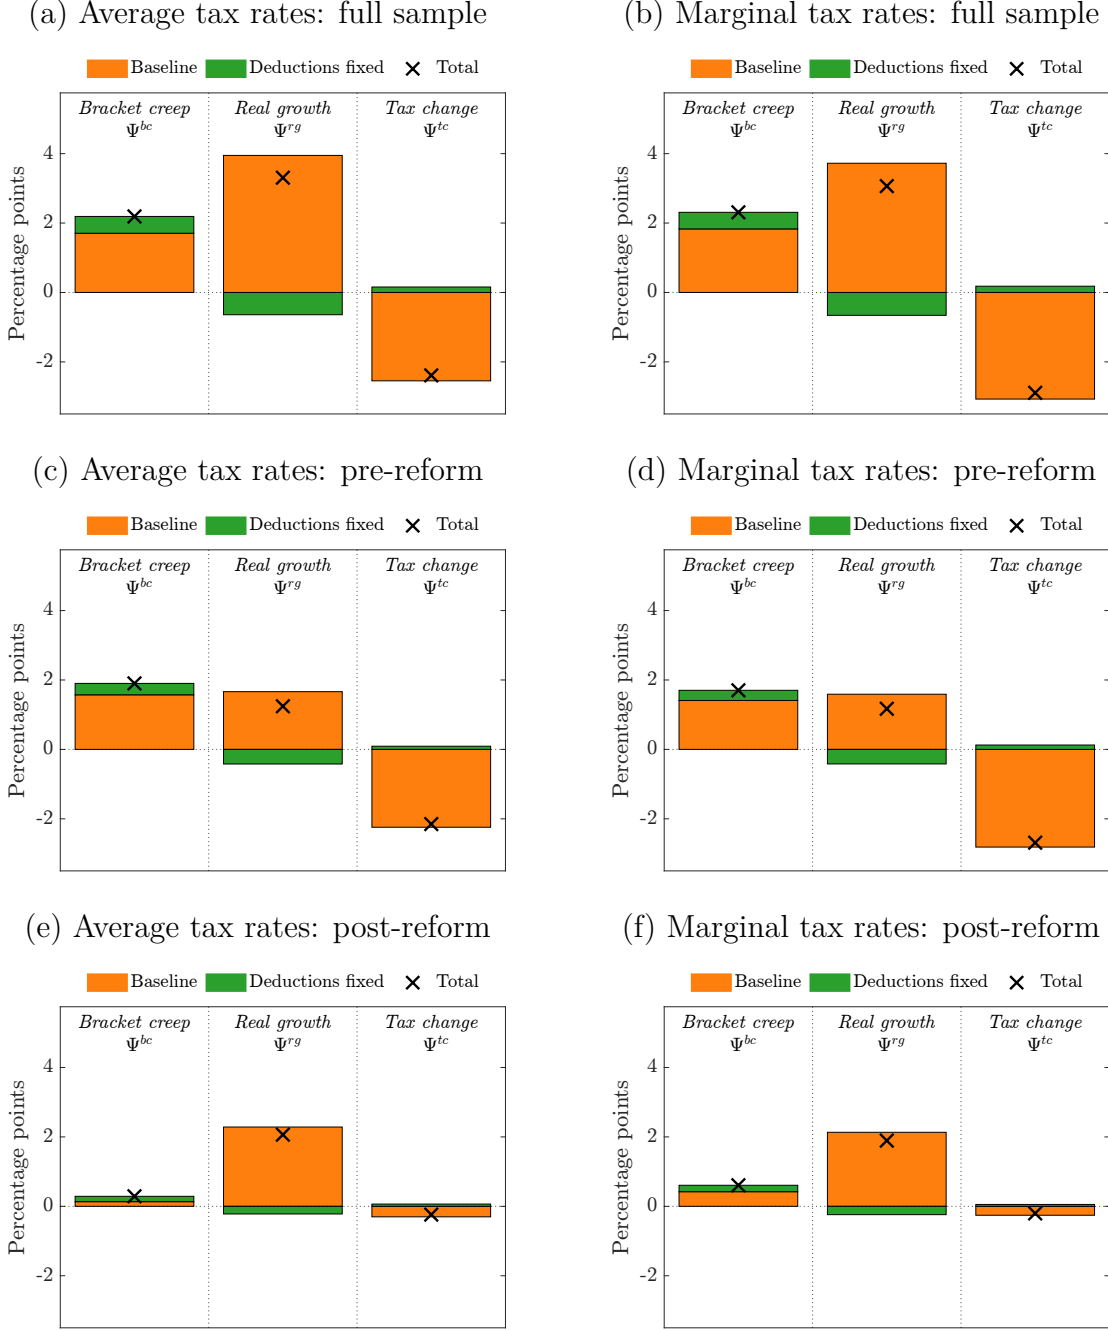 (a) Average tax rates: full sample
Baseline Deductions fixed Total
Bracket creep Real growth Tax change
Ψ^bc Ψ^rg Ψ^tc
Percentage points
4
2
0
-2
(b) Marginal tax rates: full sample
Baseline Deductions fixed Total
Bracket creep Real growth Tax change
Ψ^bc Ψ^rg Ψ^tc
Percentage points
4
2
0
-2
(c) Average tax rates: pre-reform
Baseline Deductions fixed Total
Bracket creep Real growth Tax change
Ψ^bc Ψ^rg Ψ^tc
Percentage points
4
2
0
-2
(d) Marginal tax rates: pre-reform
Baseline Deductions fixed Total
Bracket creep Real growth Tax change
Ψ^bc Ψ^rg Ψ^tc
Percentage points
4
2
0
-2
(e) Average tax rates: post-reform
Baseline Deductions fixed Total
Bracket creep Real growth Tax change
Ψ^bc Ψ^rg Ψ^tc
Percentage points
4
2
0
-2
(f) Marginal tax rates: post-reform
Baseline Deductions fixed Total
Bracket creep Real growth Tax change
Ψ^bc Ψ^rg Ψ^tc
Percentage points
4
2
0
-2